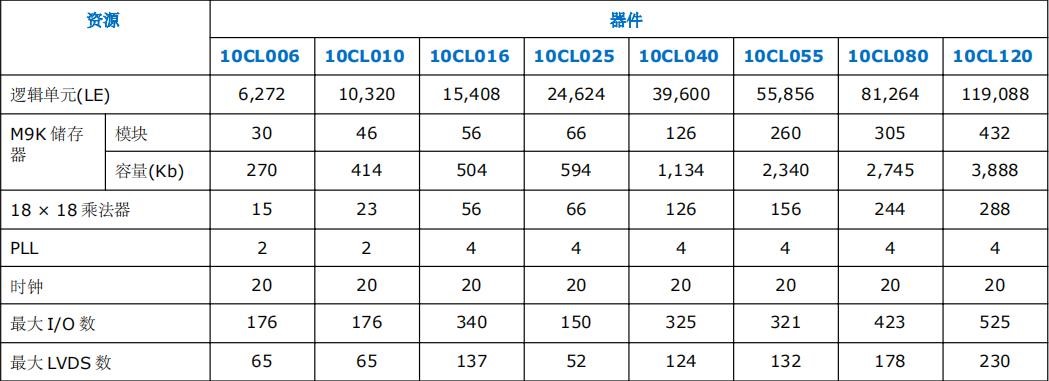 资源 器件
10CL006 10CL010 10CL016 10CL025 10CL040 10CL055 10CL080 10CL120
逻辑单元(LE) 6,272 10,320 15,408 24,624 39,600 55,856 81,264 119,088
M9K 储存器 模块 30 46 56 66 126 260 305 432
容量(Kb) 270 414 504 594 1,134 2,340 2,745 3,888
18 × 18 乘法器 15 23 56 66 126 156 244 288
PLL 2 2 4 4 4 4 4 4
时钟 20 20 20 20 20 20 20 20
最大 I/O 数 176 176 340 150 325 321 423 525
最大 LVDS 数 65 65 137 52 124 132 178 230